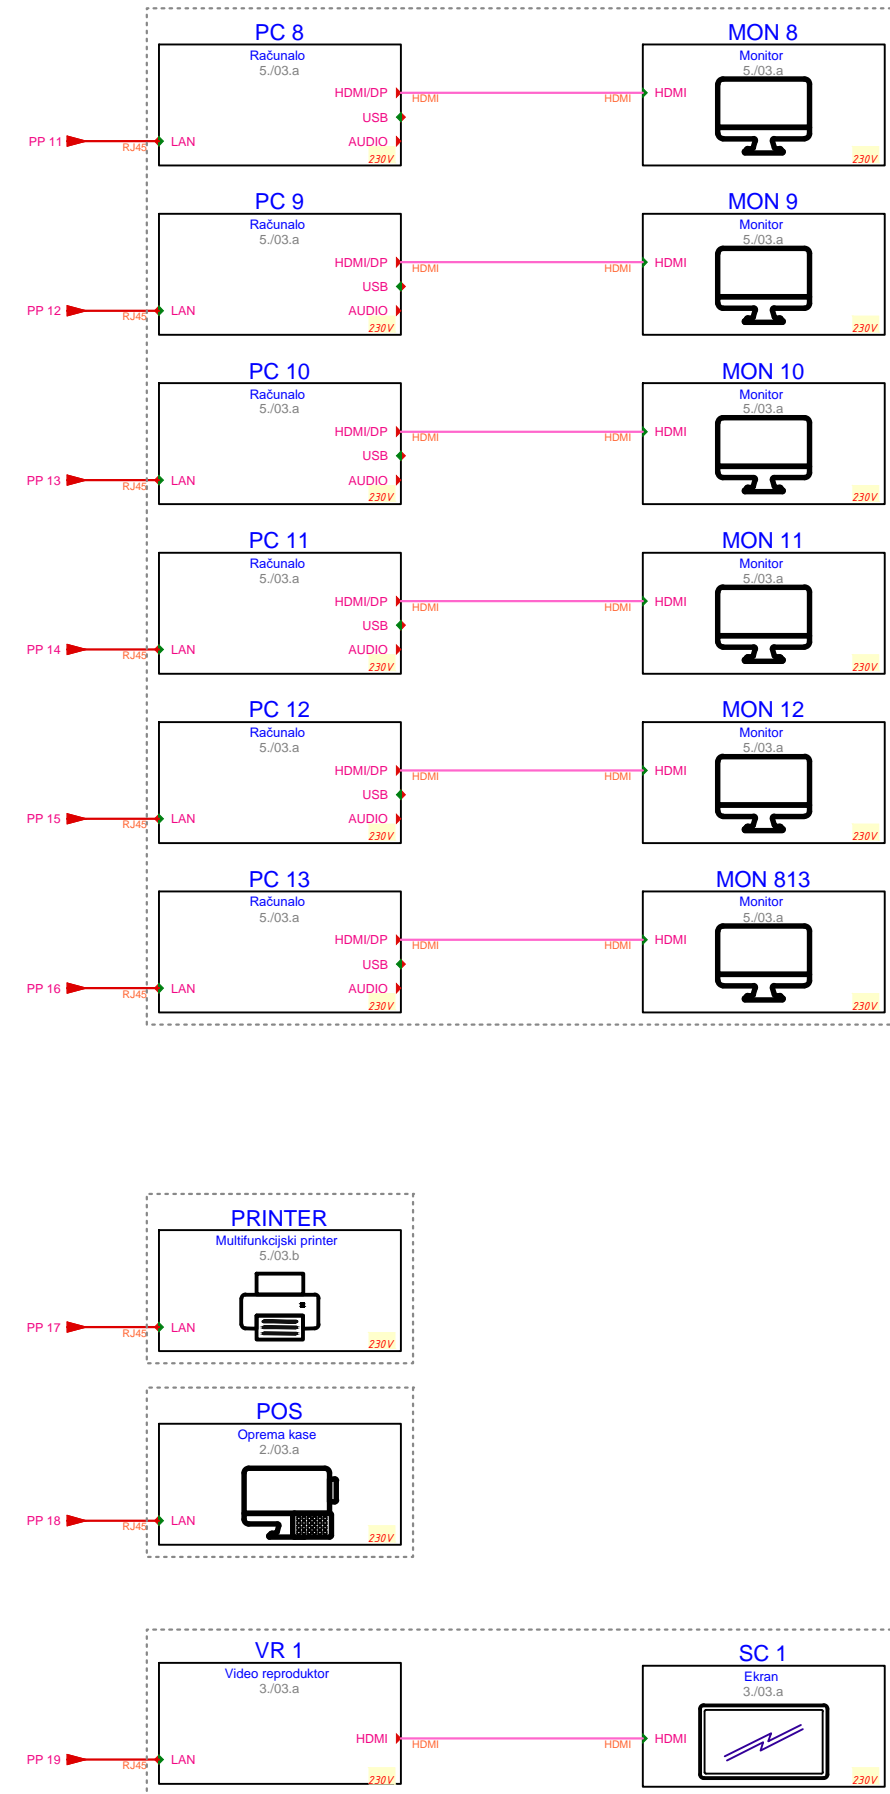 PC 8
MON 8
Računalo
Monitor
5./03.a
5./03.a
HDMI/DP
HDMI
HDMI
HDMI
USB
PP 11
RJ45
LAN
AUDIO
230V
230V
PC 9
MON 9
Računalo
Monitor
5./03.a
5./03.a
HDMI/DP
HDMI
HDMI
HDMI
USB
PP 12
RJ45
LAN
AUDIO
230V
230V
PC 10
MON 10
Računalo
Monitor
5./03.a
5./03.a
HDMI/DP
HDMI
HDMI
HDMI
USB
PP 13
RJ45
LAN
AUDIO
230V
230V
PC 11
MON 11
Računalo
Monitor
5./03.a
5./03.a
HDMI/DP
HDMI
HDMI
HDMI
USB
PP 14
RJ45
LAN
AUDIO
230V
230V
PC 12
MON 12
Računalo
Monitor
5./03.a
5./03.a
HDMI/DP
HDMI
HDMI
HDMI
USB
PP 15
RJ45
LAN
AUDIO
230V
230V
PC 13
MON 813
Računalo
Monitor
5./03.a
5./03.a
HDMI/DP
HDMI
HDMI
HDMI
USB
PP 16
RJ45
LAN
AUDIO
230V
230V
PRINTER
Multifunkcijski printer
5./03.b
PP 17
RJ45
LAN
230V
POS
Oprema kase
2./03.a
PP 18
RJ45
LAN
230V
VR 1
SC 1
Video reproduktor
Ekran
3./03.a
3./03.a
HDMI
HDMI
HDMI
HDMI
PP 19
RJ45
LAN
230V
230V